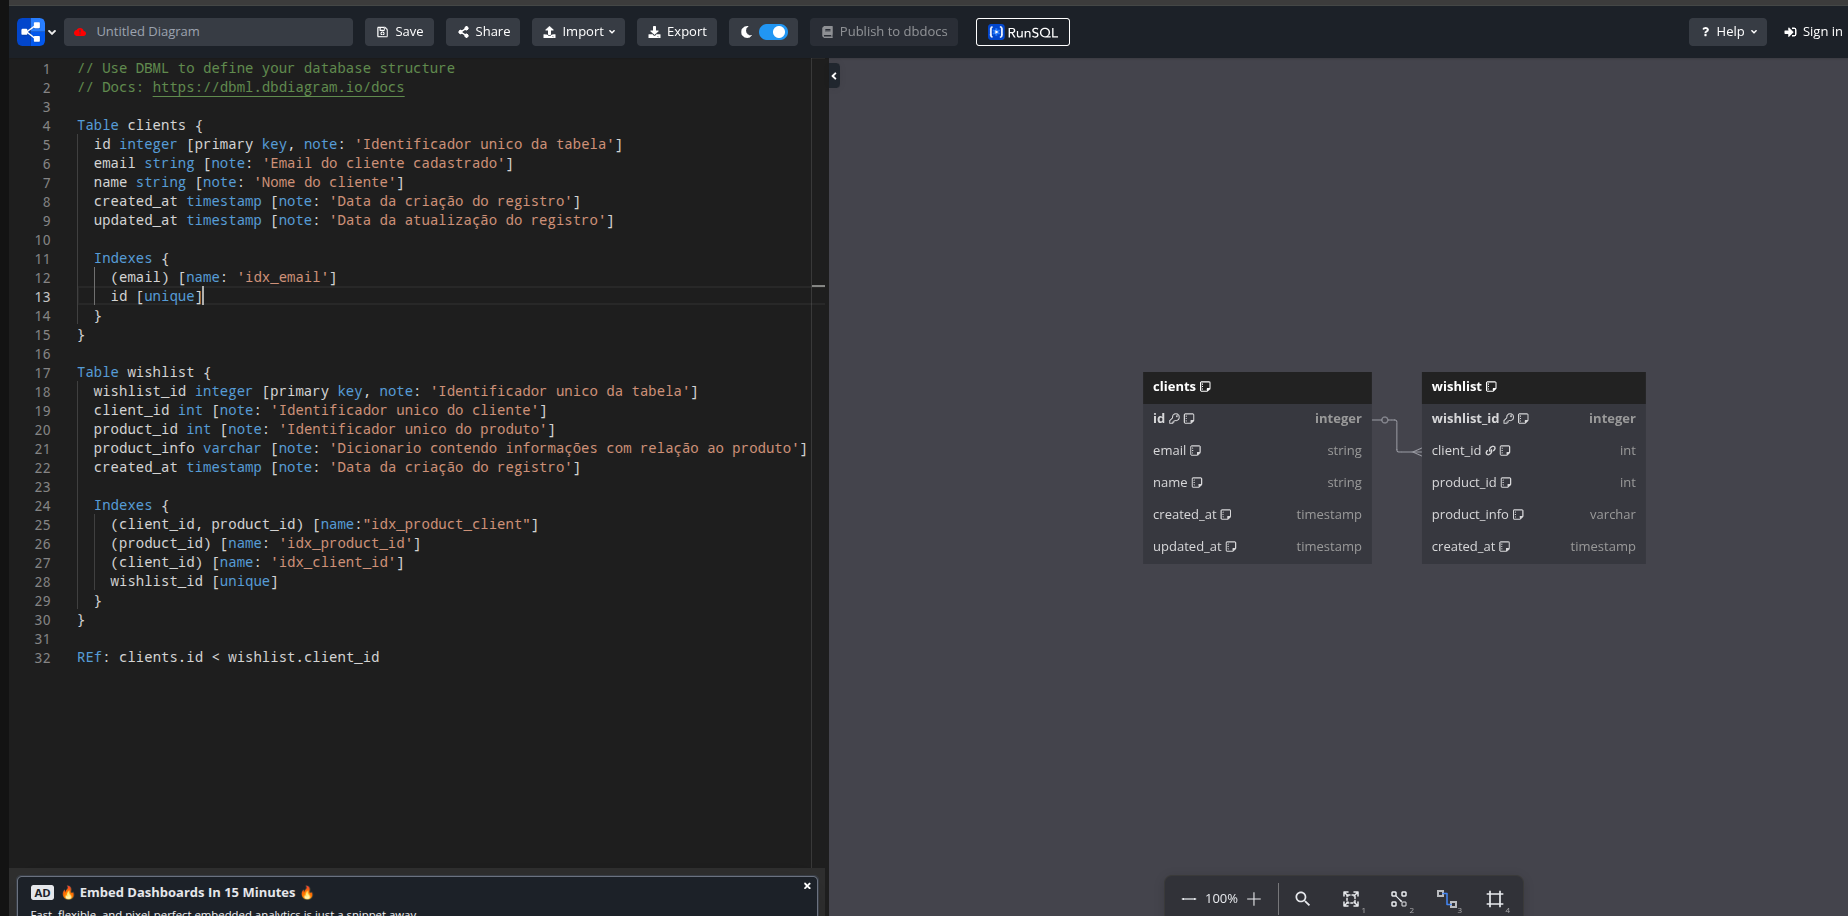 Untitled Diagram Save Share Import Export Publish to dbdocs RunSQL ? Help Sign in
1 // Use DBML to define your database structure
2 // Docs: https://dbml.dbdiagram.io/docs
3
4 Table clients {
5 id integer [primary key, note: 'Identificador unico da tabela']
6 email string [note: 'Email do cliente cadastrado']
7 name string [note: 'Nome do cliente']
8 created_at timestamp [note: 'Data da criação do registro']
9 updated_at timestamp [note: 'Data da atualização do registro']
10
11 Indexes {
12 (email) [name: 'idx_email']
13 id [unique]
14 }
15 }
16
17 Table wishlist {
18 wishlist_id integer [primary key, note: 'Identificador unico da tabela']
19 client_id int [note: 'Identificador unico do cliente']
20 product_id int [note: 'Identificador unico do produto']
21 product_info varchar [note: 'Dicionario contendo informações com relação ao produto']
22 created_at timestamp [note: 'Data da criação do registro']
23
24 Indexes {
25 (client_id, product_id) [name:"idx_product_client"]
26 (product_id) [name: 'idx_product_id']
27 (client_id) [name: 'idx_client_id']
28 wishlist_id [unique]
29 }
30 }
31
32 REf: clients.id < wishlist.client_id
clients
id integer
email string
name string
created_at timestamp
updated_at timestamp
wishlist
wishlist_id integer
client_id int
product_id int
product_info varchar
created_at timestamp
AD 🔥 Embed Dashboards In 15 Minutes 🔥 ×
Fast, flexible, and pixel perfect embedded analytics is just a snippet away
100% 1 2 3 4